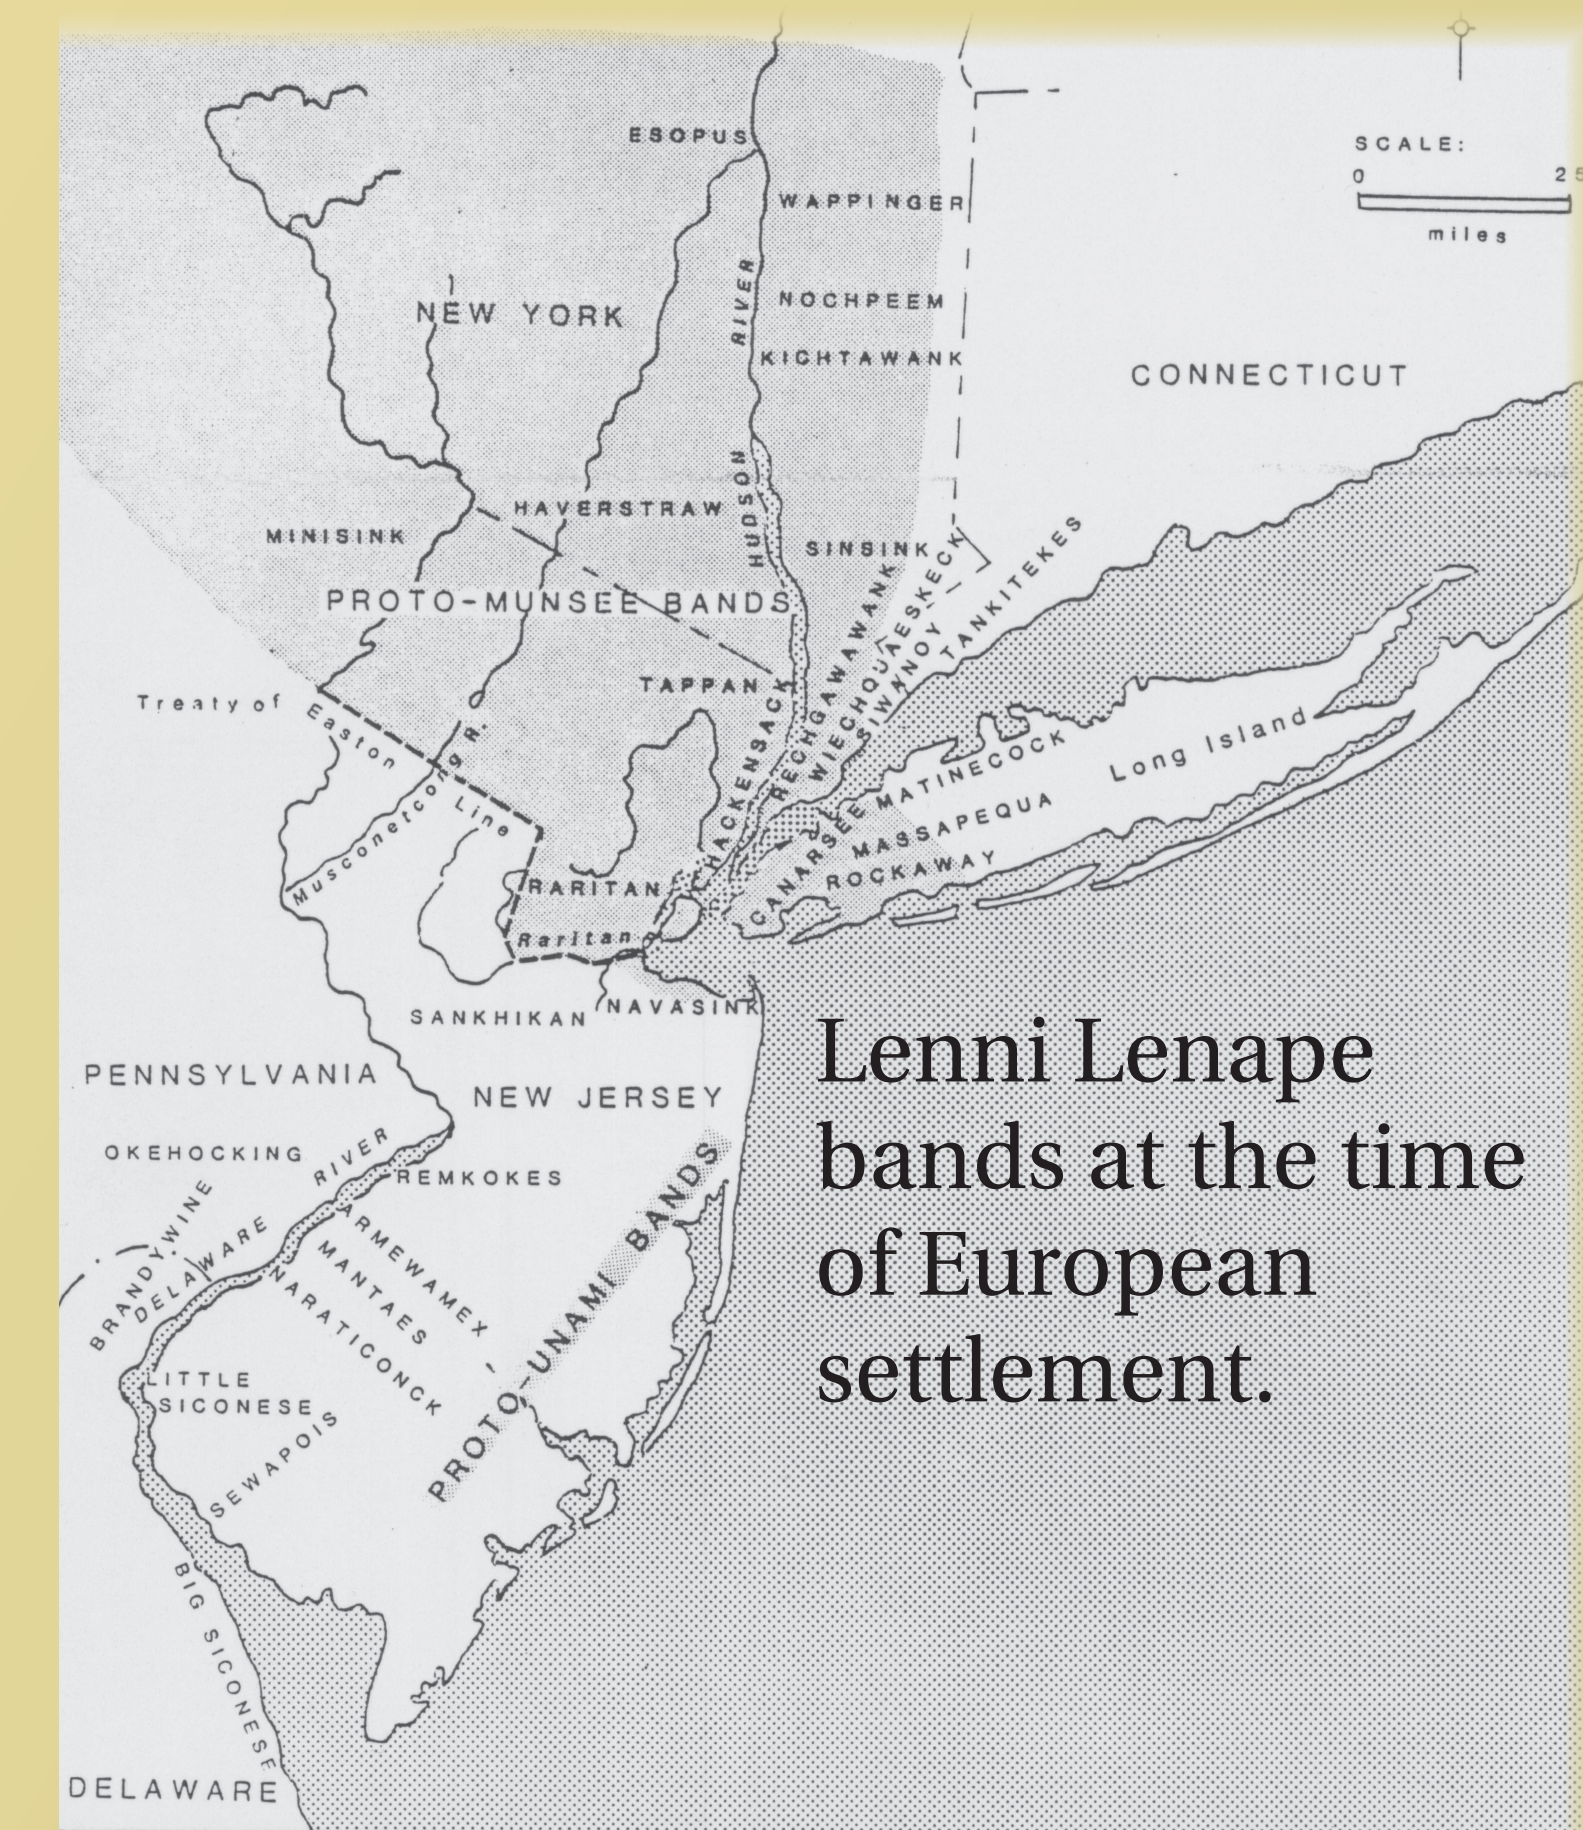 SCALE:
0 25
miles
ESOPUS
WAPPINGER
RIVER
NOCHPEEM
NEW YORK
KICHTAWANK
CONNECTICUT
HUDSON
HAVERSTRAW
MINISINK
SINSINK
PROTO-MUNSEE BANDS
RECHGAWAWANK
WIECHQUAESKECK
SIWANOY
TANKITEKES
TAPPAN
HACKENSACK
Treaty of
Easton
Line
Musconetcong R.
Long Island
MATINECOCK
MASSAPEQUA
CANARSEE
ROCKAWAY
RARITAN
Raritan
SANKHIKAN
NAVASINK
PENNSYLVANIA
NEW JERSEY
Lenni Lenape
bands at the time
of European
settlement.
OKEHOCKING
RIVER
REMKOKES
BRANDYWINE
DELAWARE
ARMEWAMEX
MANTAES
NARATICONCK
PROTO-UNAMI BANDS
LITTLE
SICONESE
SEWAPOIS
BIG SICONESE
DELAWARE